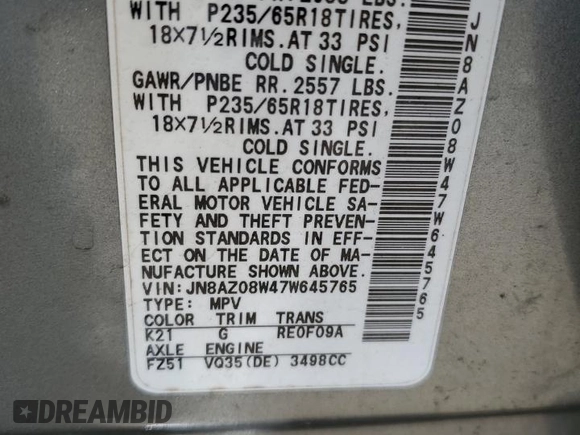 WITH P235/65R18TIRES,
18X7½RIMS.AT 33 PSI
COLD SINGLE.
GAWR/PNBE RR. 2557 LBS.
WITH P235/65R18TIRES,
18X7½RIMS.AT 33 PSI
COLD SINGLE.
THIS VEHICLE CONFORMS
TO ALL APPLICABLE FED-
ERAL MOTOR VEHICLE SA-
FETY AND THEFT PREVEN-
TION STANDARDS IN EFF-
ECT ON THE DATE OF MA-
NUFACTURE SHOWN ABOVE.
VIN:JN8AZ08W47W645765
TYPE: MPV
COLOR TRIM TRANS
K21 G RE0F09A
AXLE ENGINE
FZ51 VQ35(DE) 3498CC
JN8AZ08W47W645765
DREAMBID